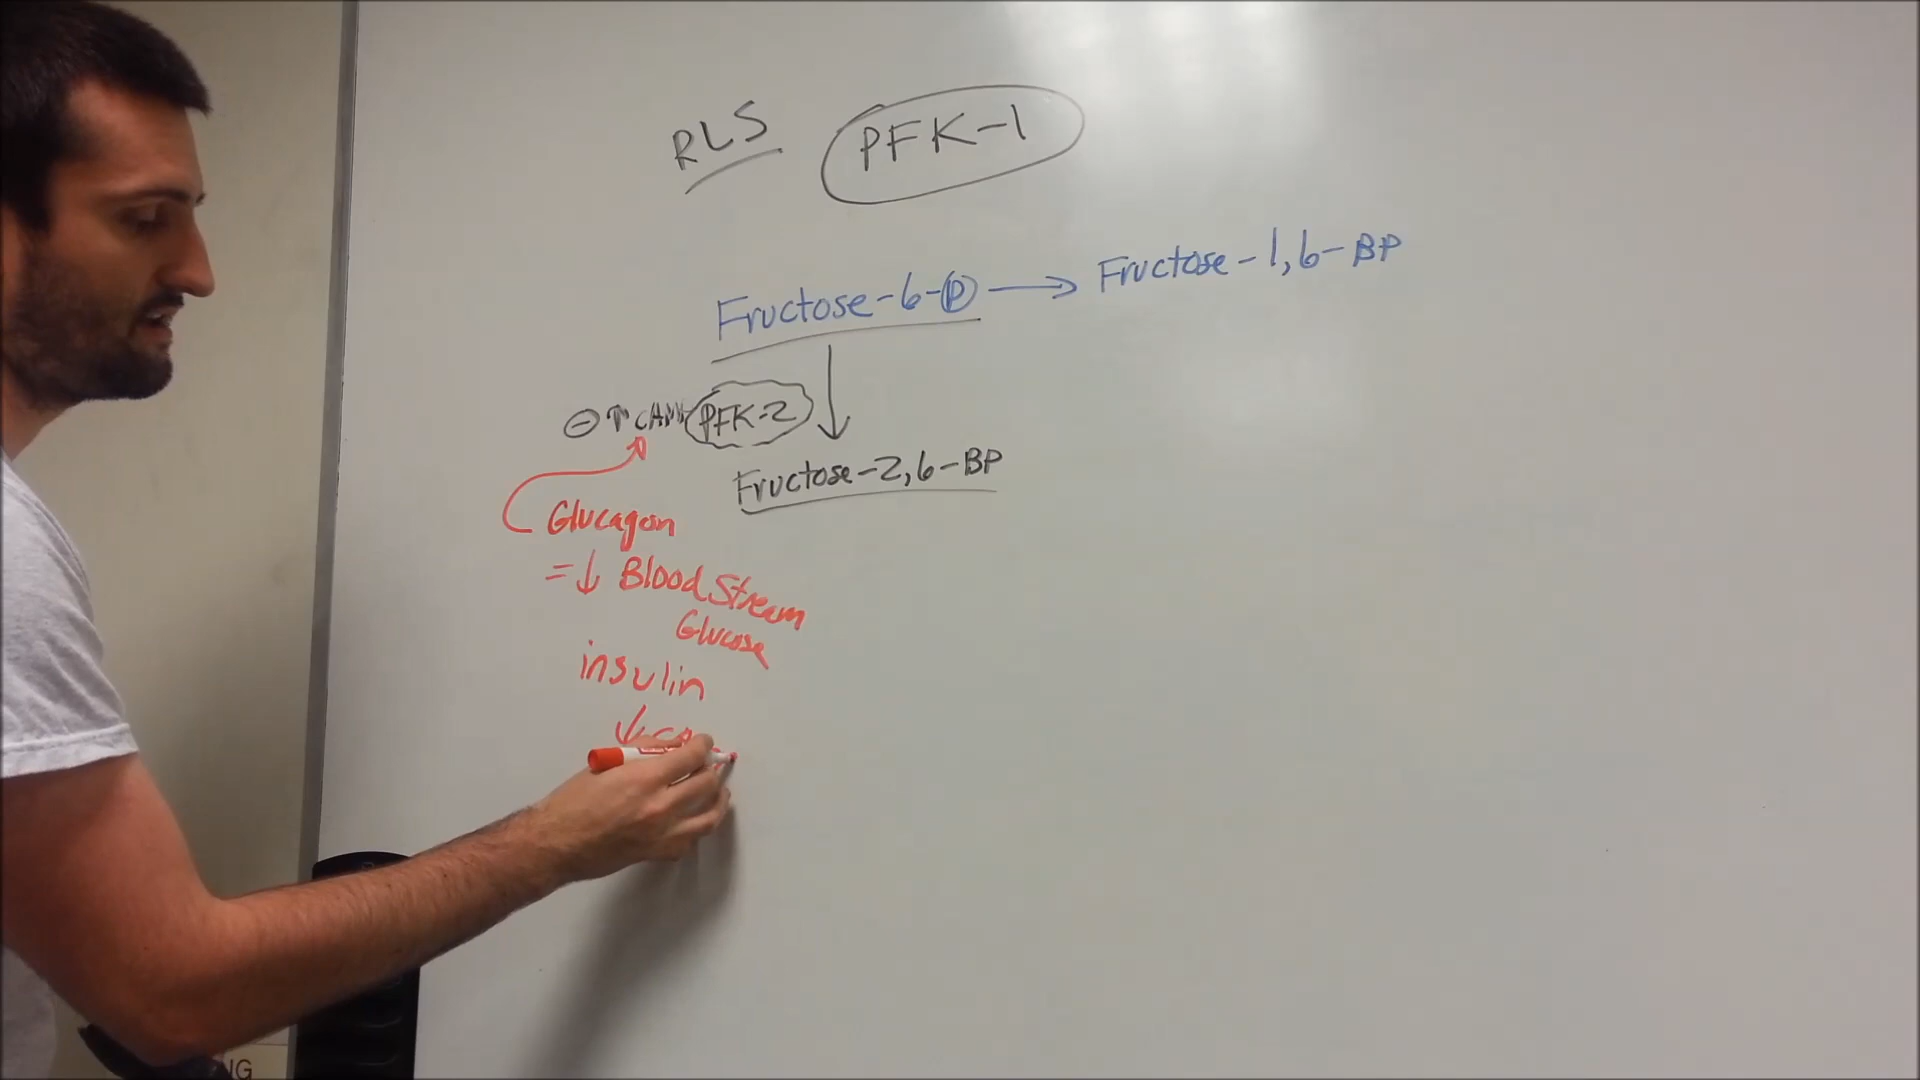 RLS PFK-1
Fructose-6-P → Fructose-1,6-BP
⊖ ↑ cAMP PFK-2
Fructose-2,6-BP
Glucagon
=↓ Blood Stream
Glucose
insulin
↓
NG